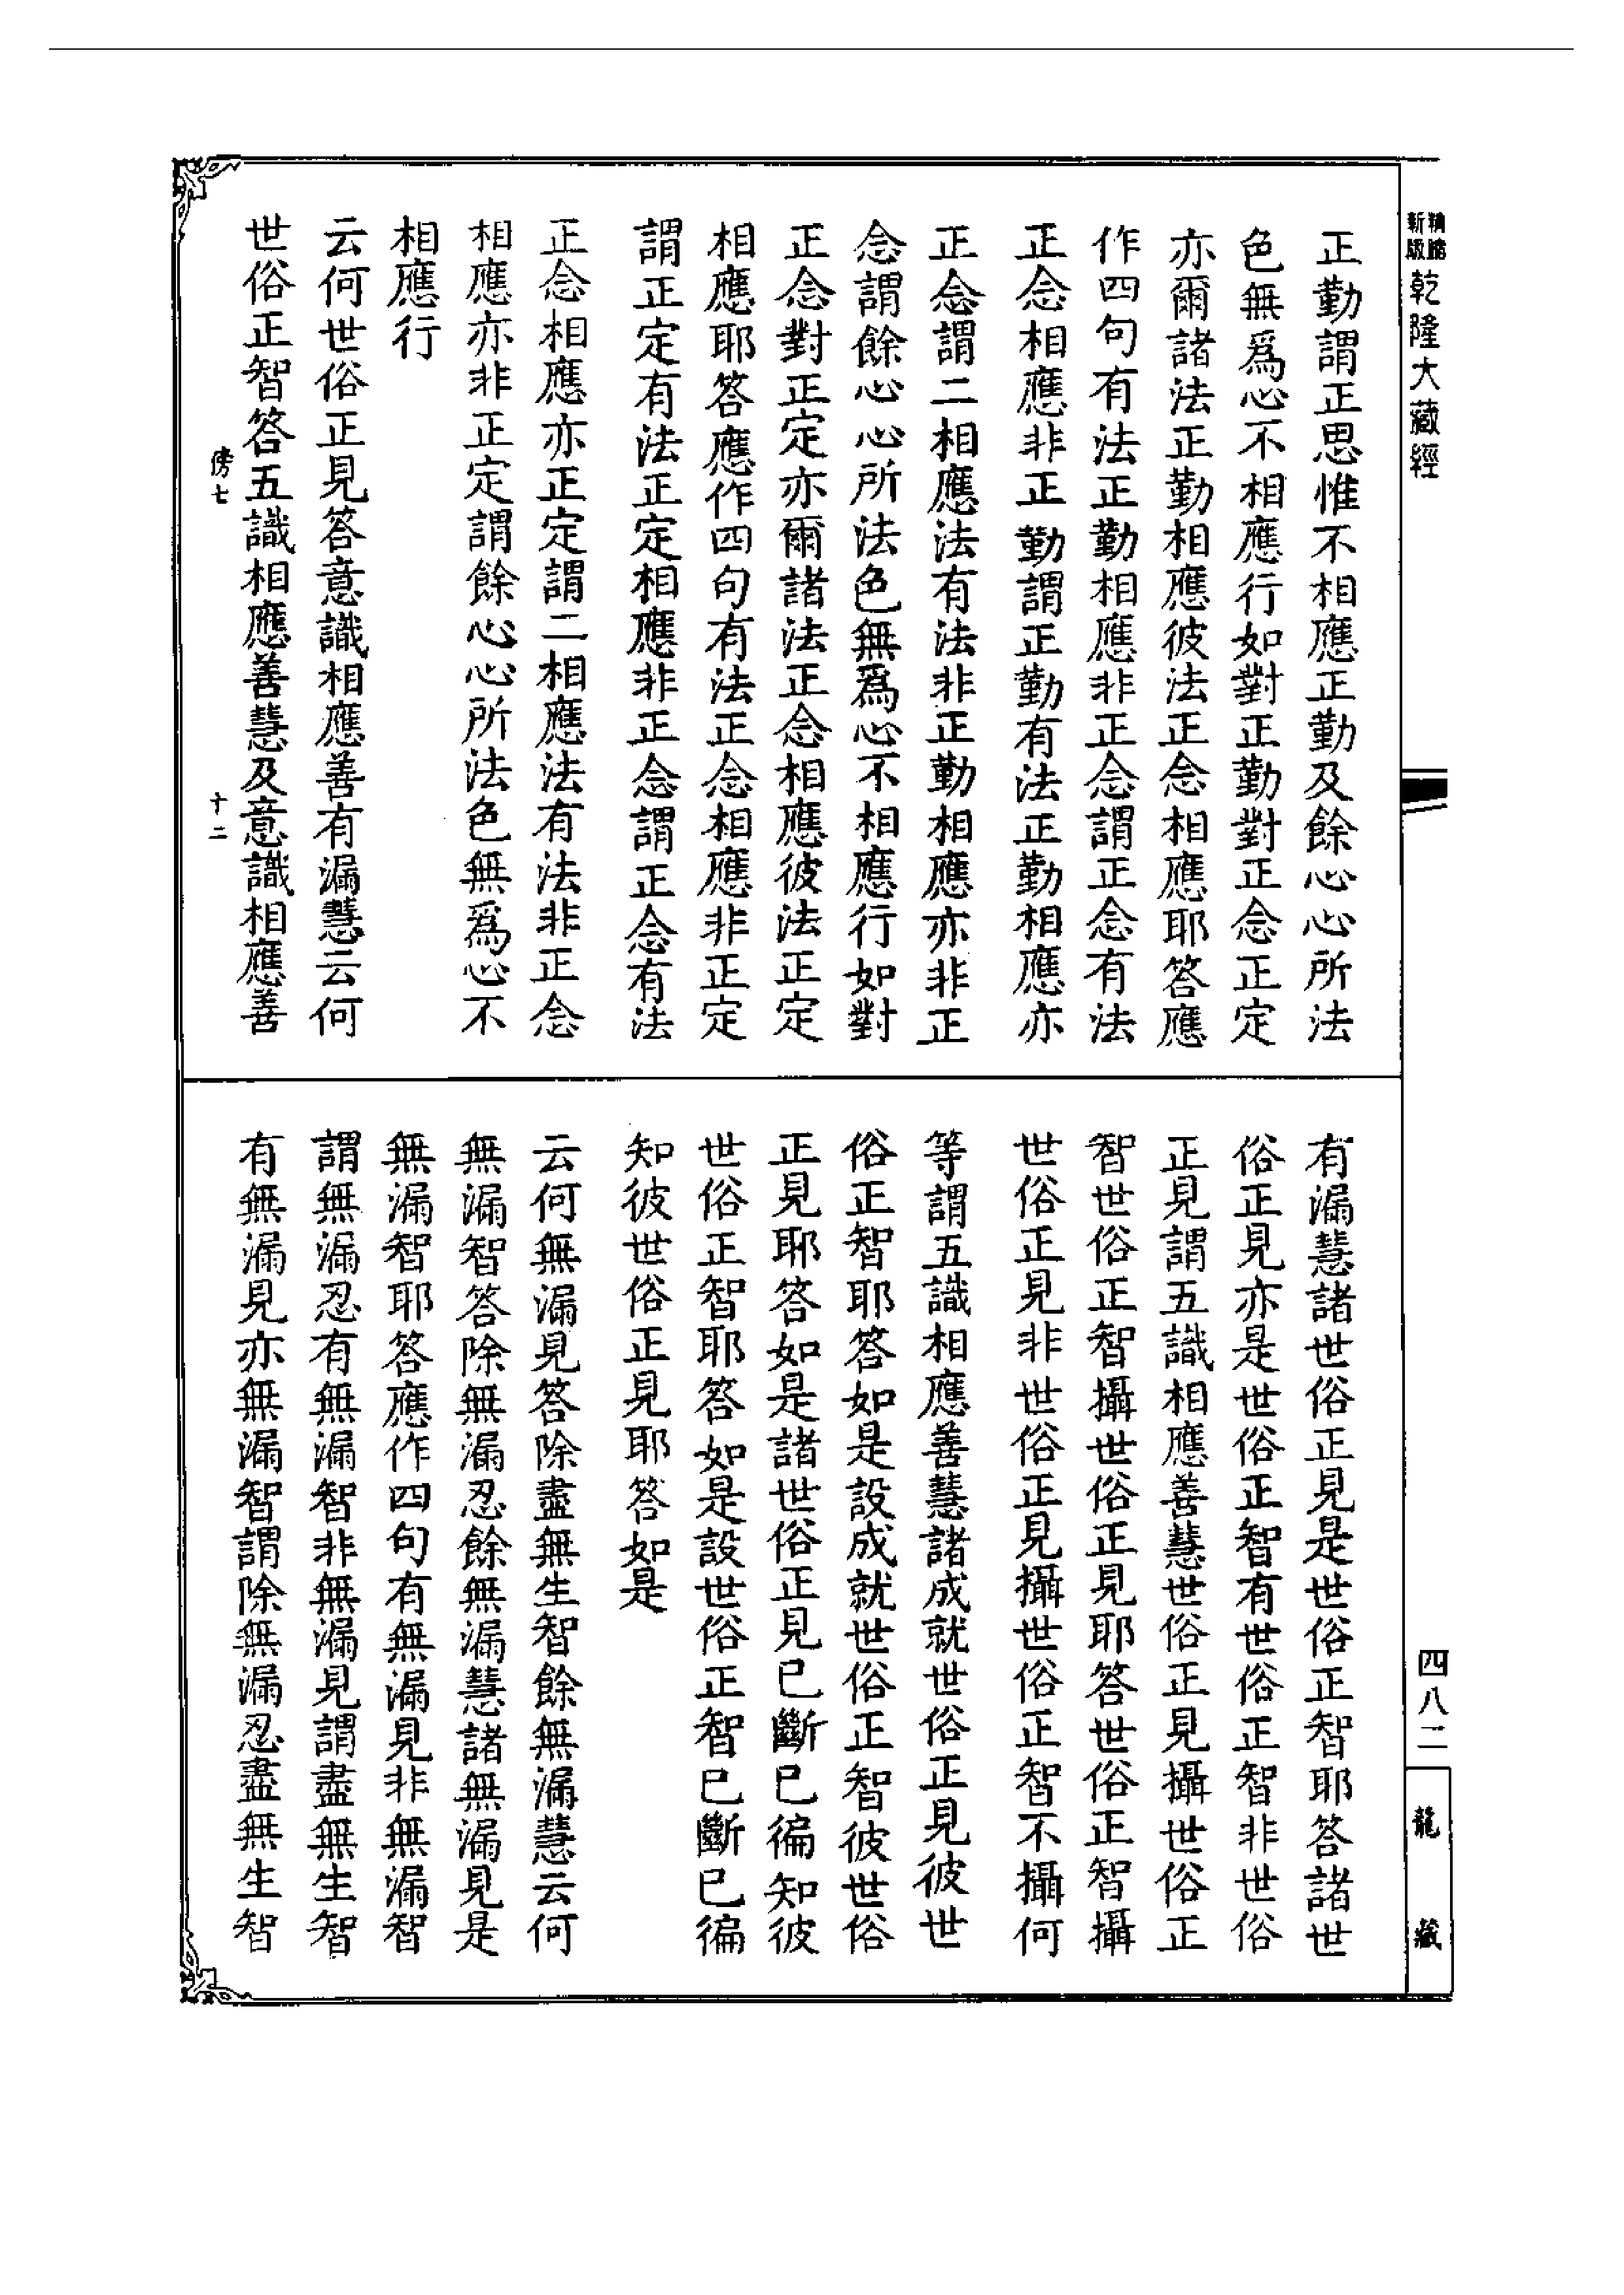 精縮新版乾隆大藏經
正勤謂正思惟不相應正勤及餘心心所法
色無爲心不相應行如對正勤對正念正定
亦爾諸法正勤相應彼法正念相應耶答應
作四句有法正勤相應非正念謂正念有法
正念相應非正勤謂正勤有法正勤相應亦
正念謂二相應法有法非正勤相應亦非正
念謂餘心心所法色無爲心不相應行如對
正念對正定亦爾諸法正念相應彼法正定
相應耶答應作四句有法正念相應非正定
謂正定有法正定相應非正念謂正念有法
正念相應亦正定謂二相應法有法非正念
相應亦非正定謂餘心心所法色無爲心不
相應行
云何世俗正見答意識相應善有漏慧云何
世俗正智答五識相應善慧及意識相應善
傍七 十二
有漏慧諸世俗正見是世俗正智耶答諸世
俗正見亦是世俗正智有世俗正智非世俗
正見謂五識相應善慧世俗正見攝世俗正
智世俗正智攝世俗正見耶答世俗正智攝
世俗正見非世俗正見攝世俗正智不攝何
等謂五識相應善慧諸成就世俗正見彼世
俗正智耶答如是設成就世俗正智彼世俗
正見耶答如是諸世俗正見已斷已徧知彼
世俗正智耶答如是設世俗正智已斷已徧
知彼世俗正見耶答如是
云何無漏見答除盡無生智餘無漏慧云何
無漏智答除無漏忍餘無漏慧諸無漏見是
無漏智耶答應作四句有無漏見非無漏智
謂無漏忍有無漏智非無漏見謂盡無生智
有無漏見亦無漏智謂除無漏忍盡無生智
四八二
龍藏